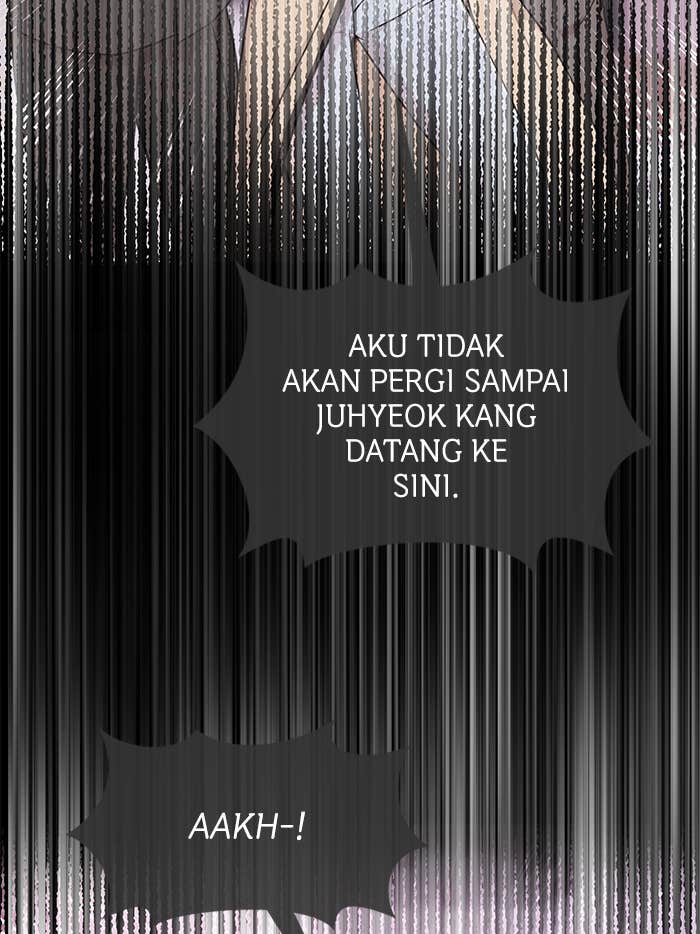 AKU TIDAK
AKAN PERGI SAMPAI
JUHYEOK KANG
DATANG KE
SINI.
AAKH-!